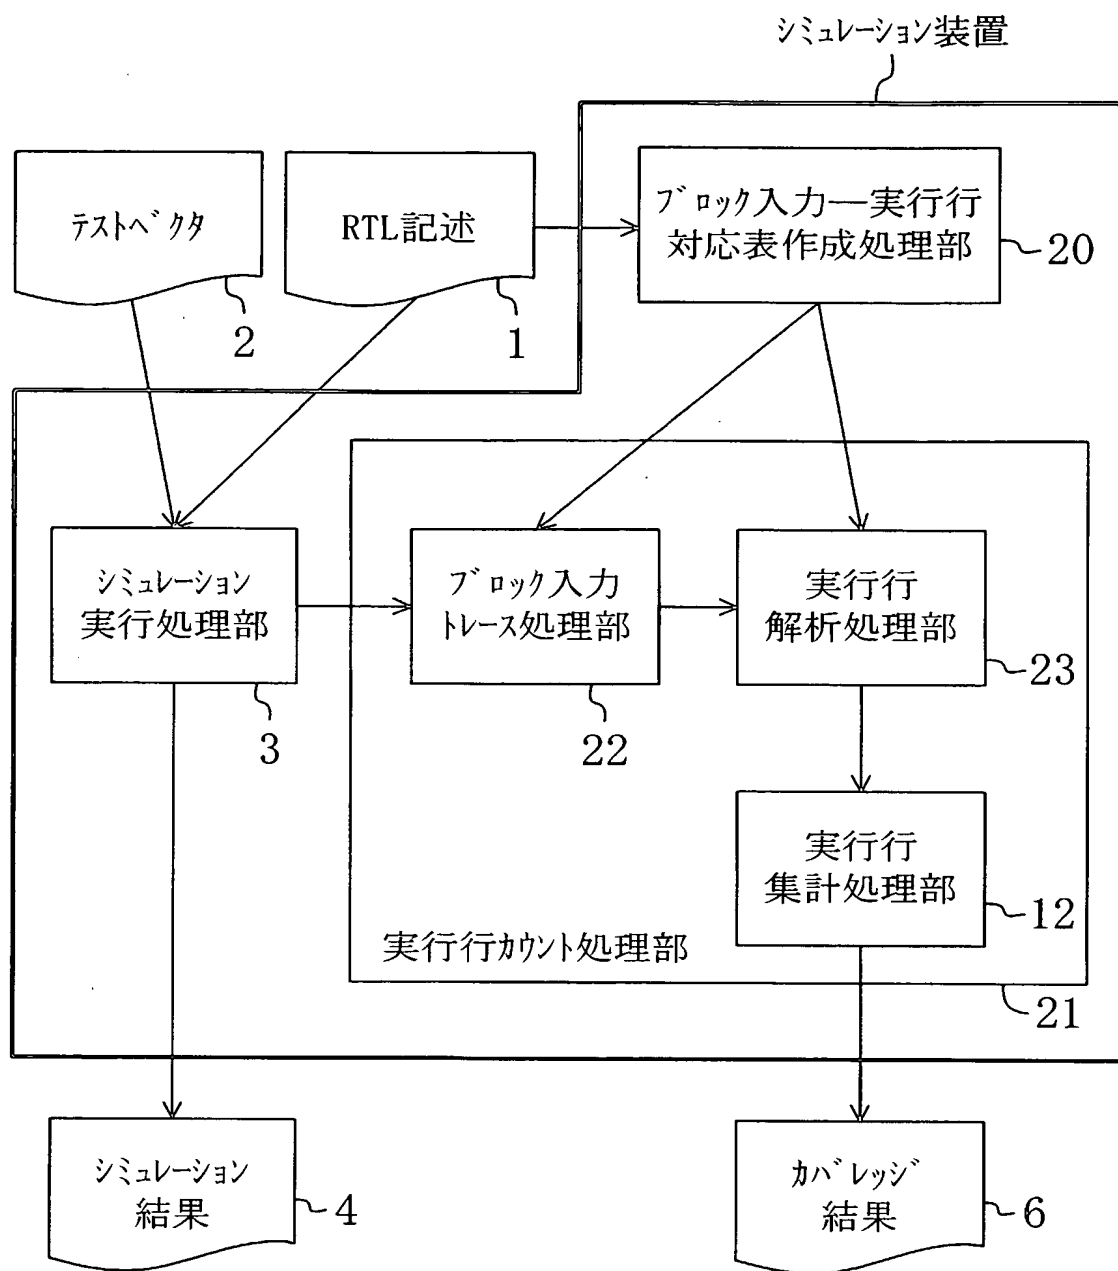 シミュレーション装置
テストベクタ
2
RTL記述
1
ブロック入力―実行行
対応表作成処理部
20
シミュレーション
実行処理部
3
ブロック入力
トレース処理部
22
実行行
解析処理部
23
実行行
集計処理部
12
実行行カウント処理部
21
シミュレーション
結果
4
カバレッジ
結果
6